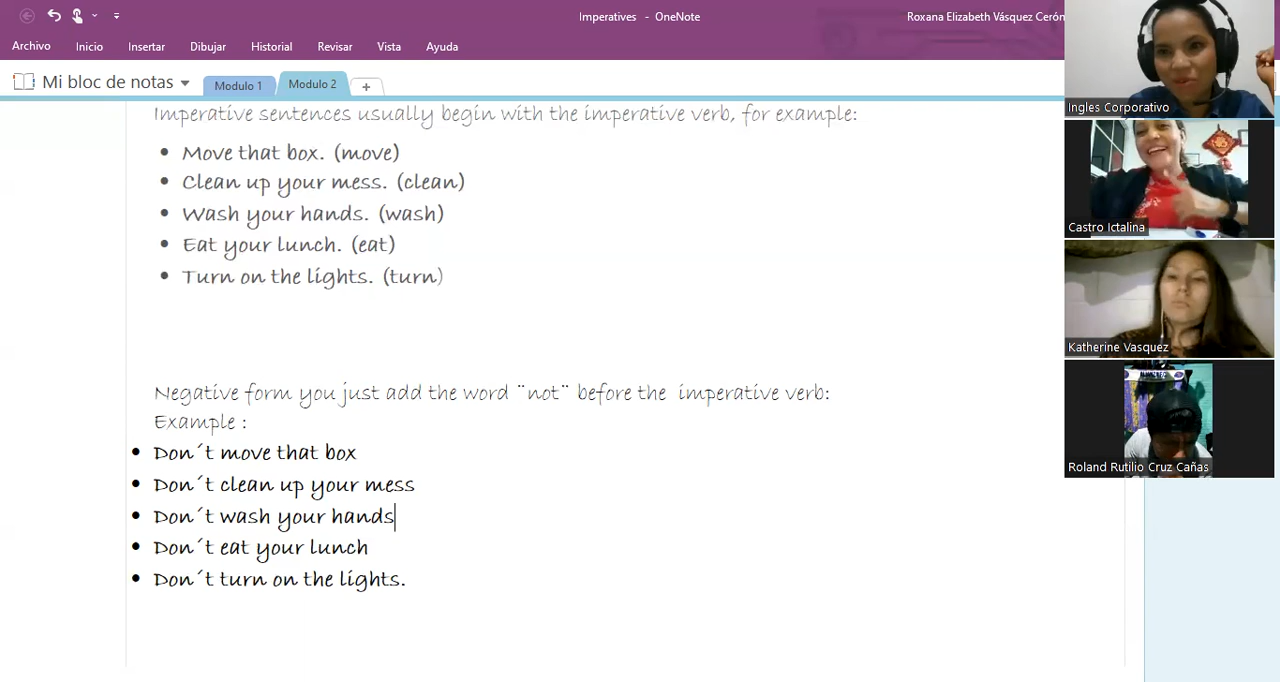 Imperatives - OneNote
Roxana Elizabeth Vásquez Cerón
Archivo Inicio Insertar Dibujar Historial Revisar Vista Ayuda
Mi bloc de notas Modulo 1 Modulo 2 +
Imperative sentences usually begin with the imperative verb, for example:
• Move that box. (move)
• Clean up your mess. (clean)
• Wash your hands. (wash)
• Eat your lunch. (eat)
• Turn on the lights. (turn)
Negative form you just add the word ¨not¨ before the imperative verb:
Example :
• Don´t move that box
• Don´t clean up your mess
• Don´t wash your hands
• Don´t eat your lunch
• Don´t turn on the lights.
Ingles Corporativo
Castro Ictalina
Katherine Vasquez
Roland Rutilio Cruz Cañas